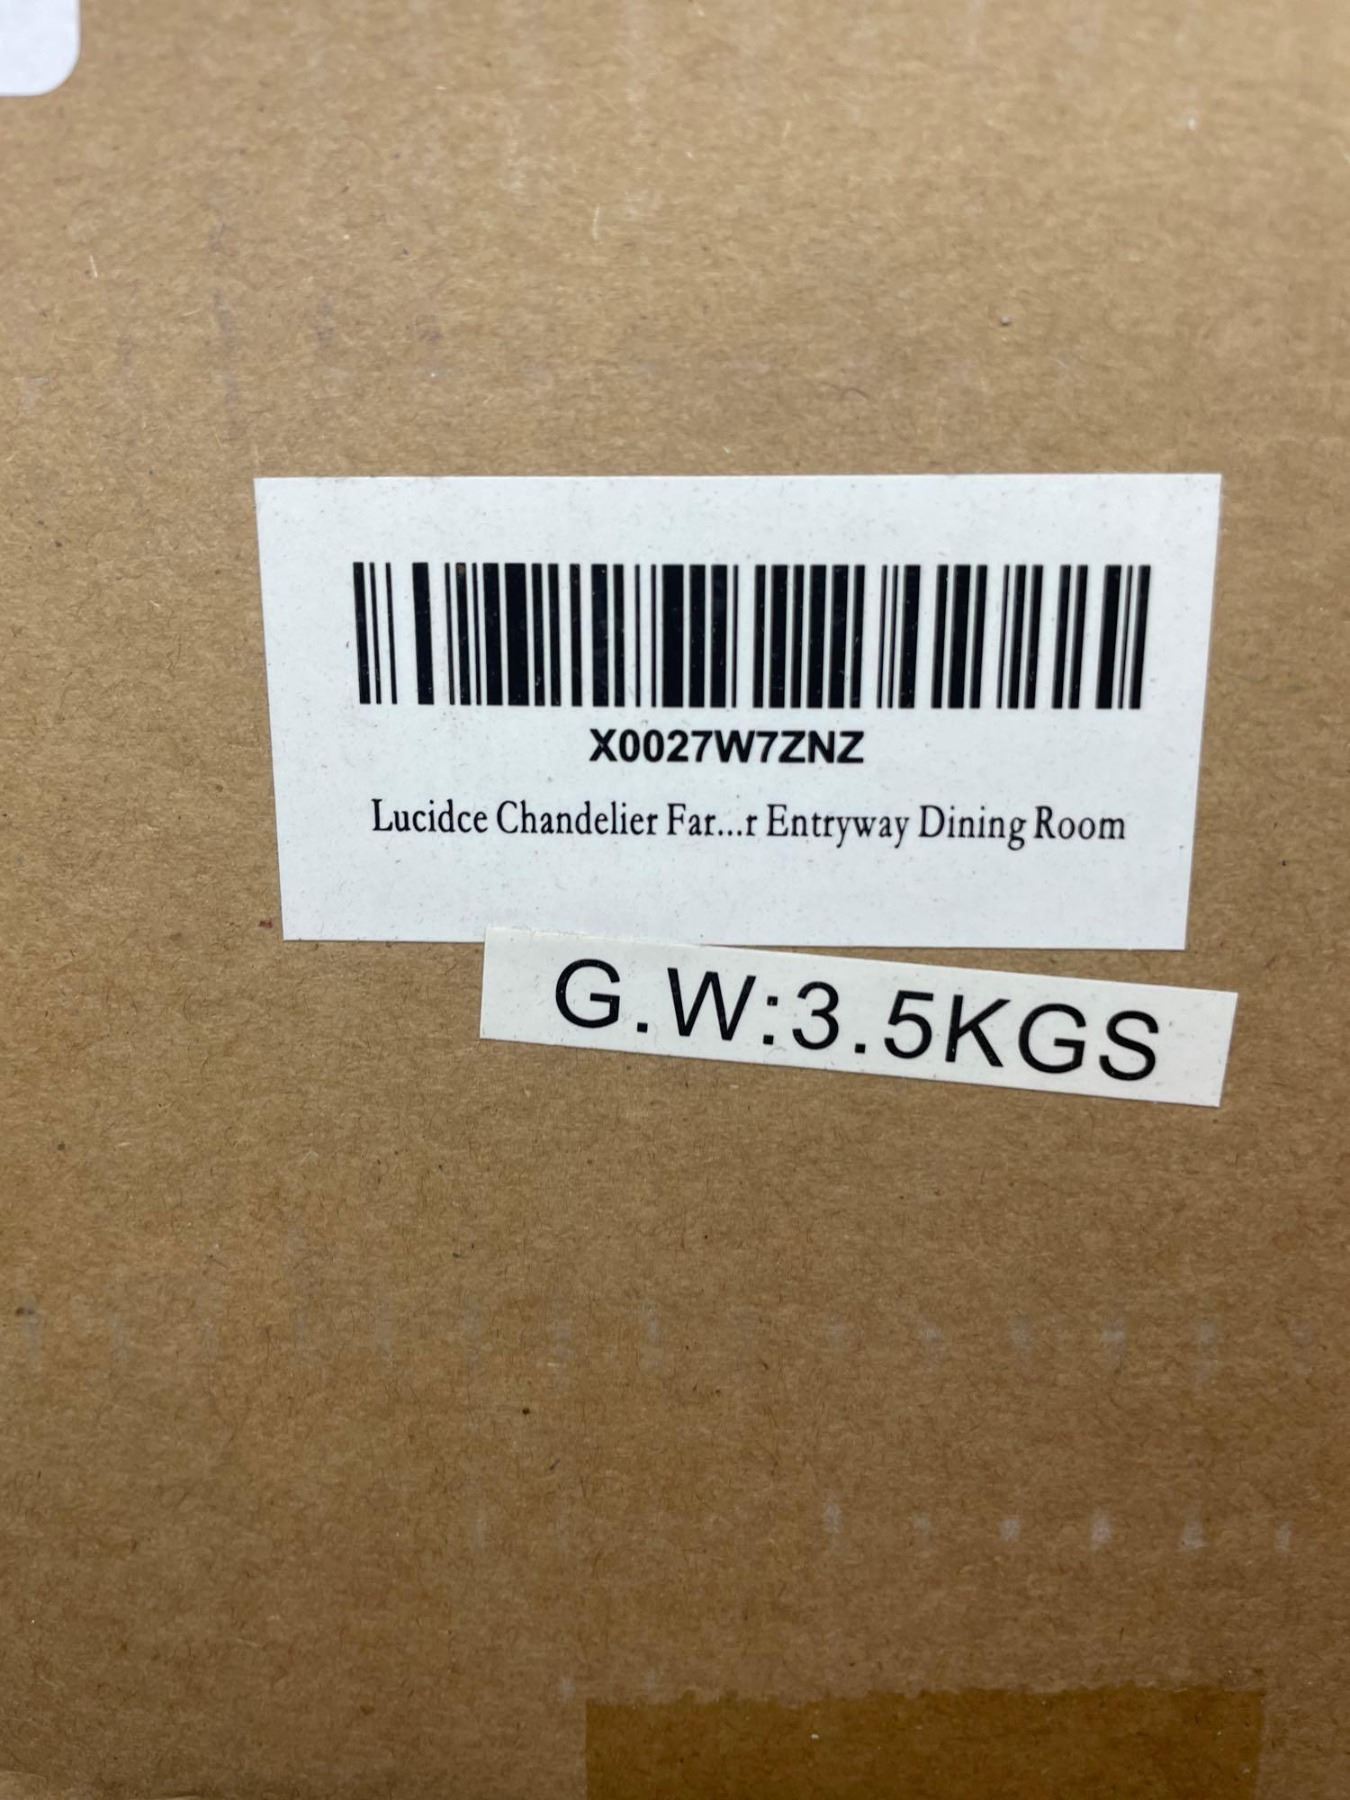 X0027W7ZNZ
Lucidce Chandelier Far...r Entryway Dining Room
G.W:3.5KGS